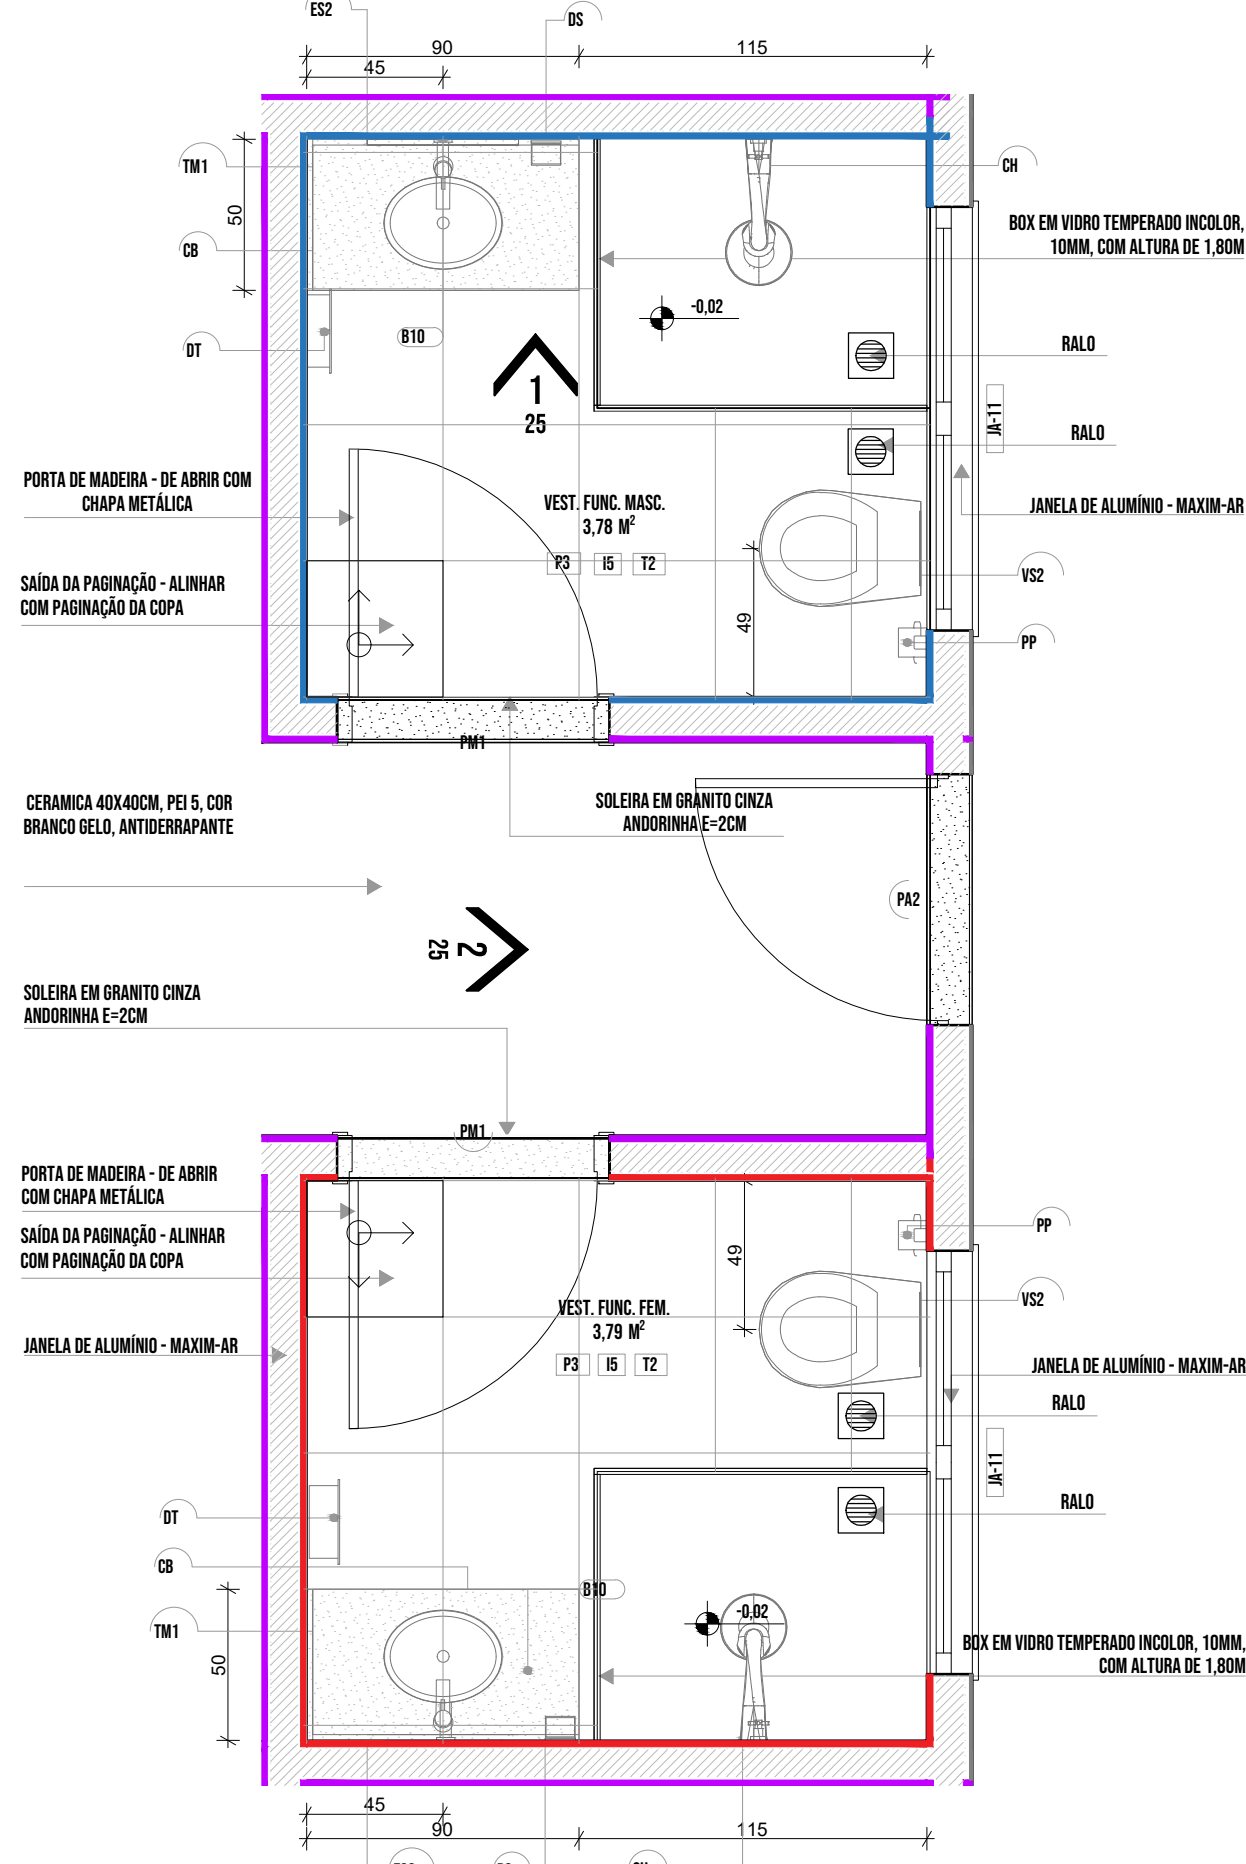 ES2
DS
90
115
45
TM1
CH
50
BOX EM VIDRO TEMPERADO INCOLOR,
10MM, COM ALTURA DE 1,80M
CB
-0,02
DT
B10
RALO
1
25
JA-11
RALO
PORTA DE MADEIRA - DE ABRIR COM
CHAPA METÁLICA
VEST. FUNC. MASC.
3,78 M²
JANELA DE ALUMÍNIO - MAXIM-AR
P3 I5 T2
VS2
SAÍDA DA PAGINAÇÃO - ALINHAR
COM PAGINAÇÃO DA COPA
49
PP
PM1
CERAMICA 40X40CM, PEI 5, COR
BRANCO GELO, ANTIDERRAPANTE
SOLEIRA EM GRANITO CINZA
ANDORINHA E=2CM
PA2
2
25
SOLEIRA EM GRANITO CINZA
ANDORINHA E=2CM
PM1
PORTA DE MADEIRA - DE ABRIR
COM CHAPA METÁLICA
SAÍDA DA PAGINAÇÃO - ALINHAR
COM PAGINAÇÃO DA COPA
49
PP
VEST. FUNC. FEM.
3,79 M²
VS2
JANELA DE ALUMÍNIO - MAXIM-AR
P3 I5 T2
JANELA DE ALUMÍNIO - MAXIM-AR
RALO
JA-11
RALO
DT
CB
B10
-0,02
TM1
50
BOX EM VIDRO TEMPERADO INCOLOR, 10MM,
COM ALTURA DE 1,80M
45
90
115